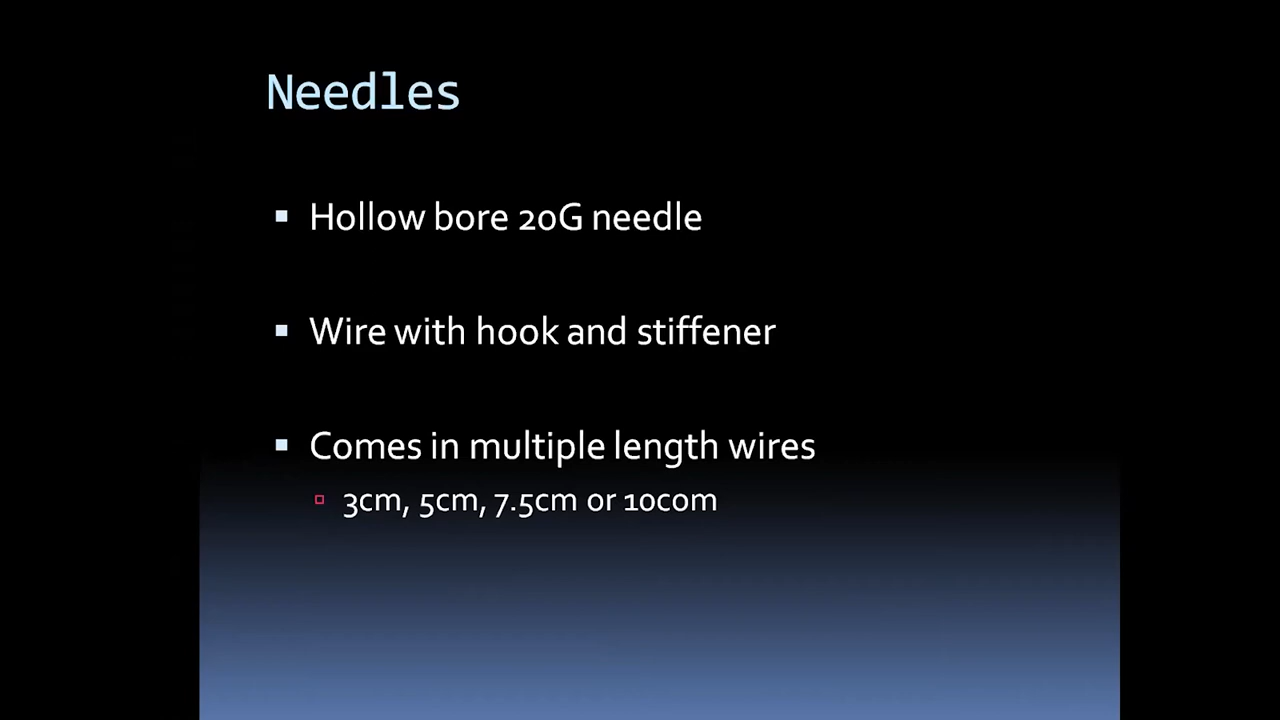 Needles
▪ Hollow bore 20G needle
▪ Wire with hook and stiffener
▪ Comes in multiple length wires
▫ 3cm, 5cm, 7.5cm or 10com